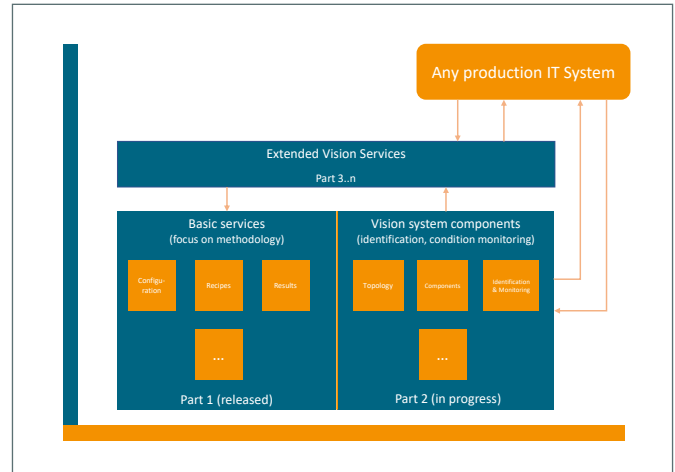 Any production IT System
Extended Vision Services
Part 3..n
Basic services
(focus on methodology)
Configu-
ration
Recipes
Results
...
Part 1 (released)
Vision system components
(identification, condition monitoring)
Topology
Components
Identification
& Monitoring
...
Part 2 (in progress)